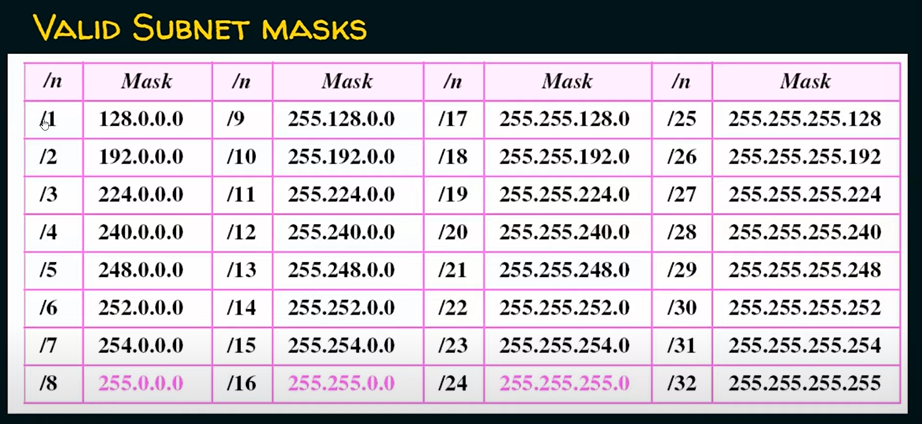 Valid Subnet masks
/n Mask /n Mask /n Mask /n Mask
/1 128.0.0.0 /9 255.128.0.0 /17 255.255.128.0 /25 255.255.255.128
/2 192.0.0.0 /10 255.192.0.0 /18 255.255.192.0 /26 255.255.255.192
/3 224.0.0.0 /11 255.224.0.0 /19 255.255.224.0 /27 255.255.255.224
/4 240.0.0.0 /12 255.240.0.0 /20 255.255.240.0 /28 255.255.255.240
/5 248.0.0.0 /13 255.248.0.0 /21 255.255.248.0 /29 255.255.255.248
/6 252.0.0.0 /14 255.252.0.0 /22 255.255.252.0 /30 255.255.255.252
/7 254.0.0.0 /15 255.254.0.0 /23 255.255.254.0 /31 255.255.255.254
/8 255.0.0.0 /16 255.255.0.0 /24 255.255.255.0 /32 255.255.255.255